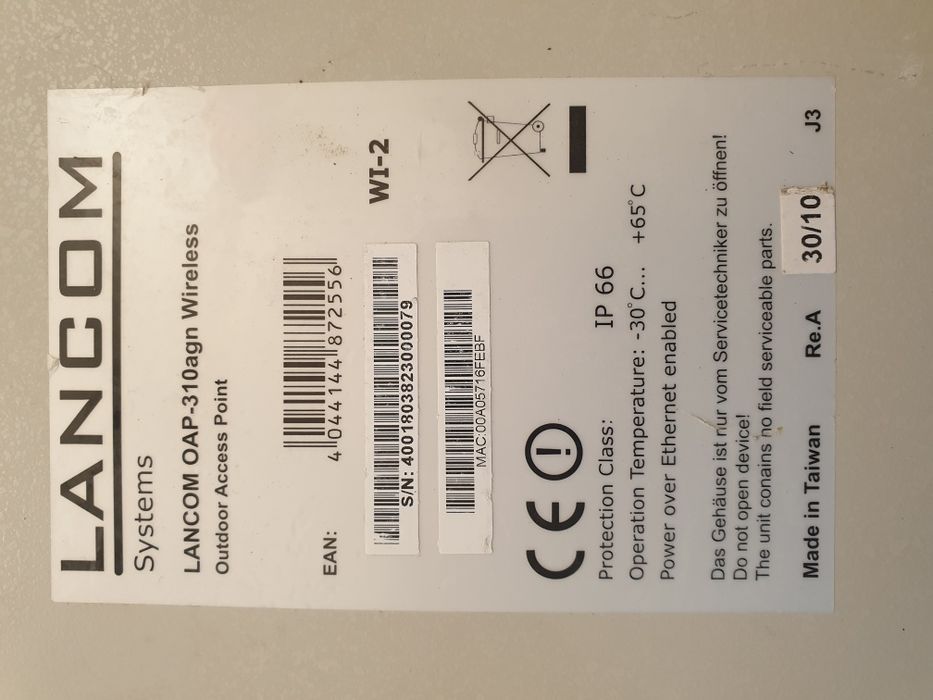 LANCOM
Systems
LANCOM OAP-310agn Wireless
Outdoor Access Point
EAN:
4 044144 872556
WI-2
S/N: 4001803823000079
MAC:00A05716FEBF
Protection Class: IP 66
Operation Temperature: -30°C... +65°C
Power over Ethernet enabled
Das Gehäuse ist nur vom Servicetechniker zu öffnen!
Do not open device!
The unit conains no field serviceable parts.
Made in Taiwan Re.A 30/10 J3